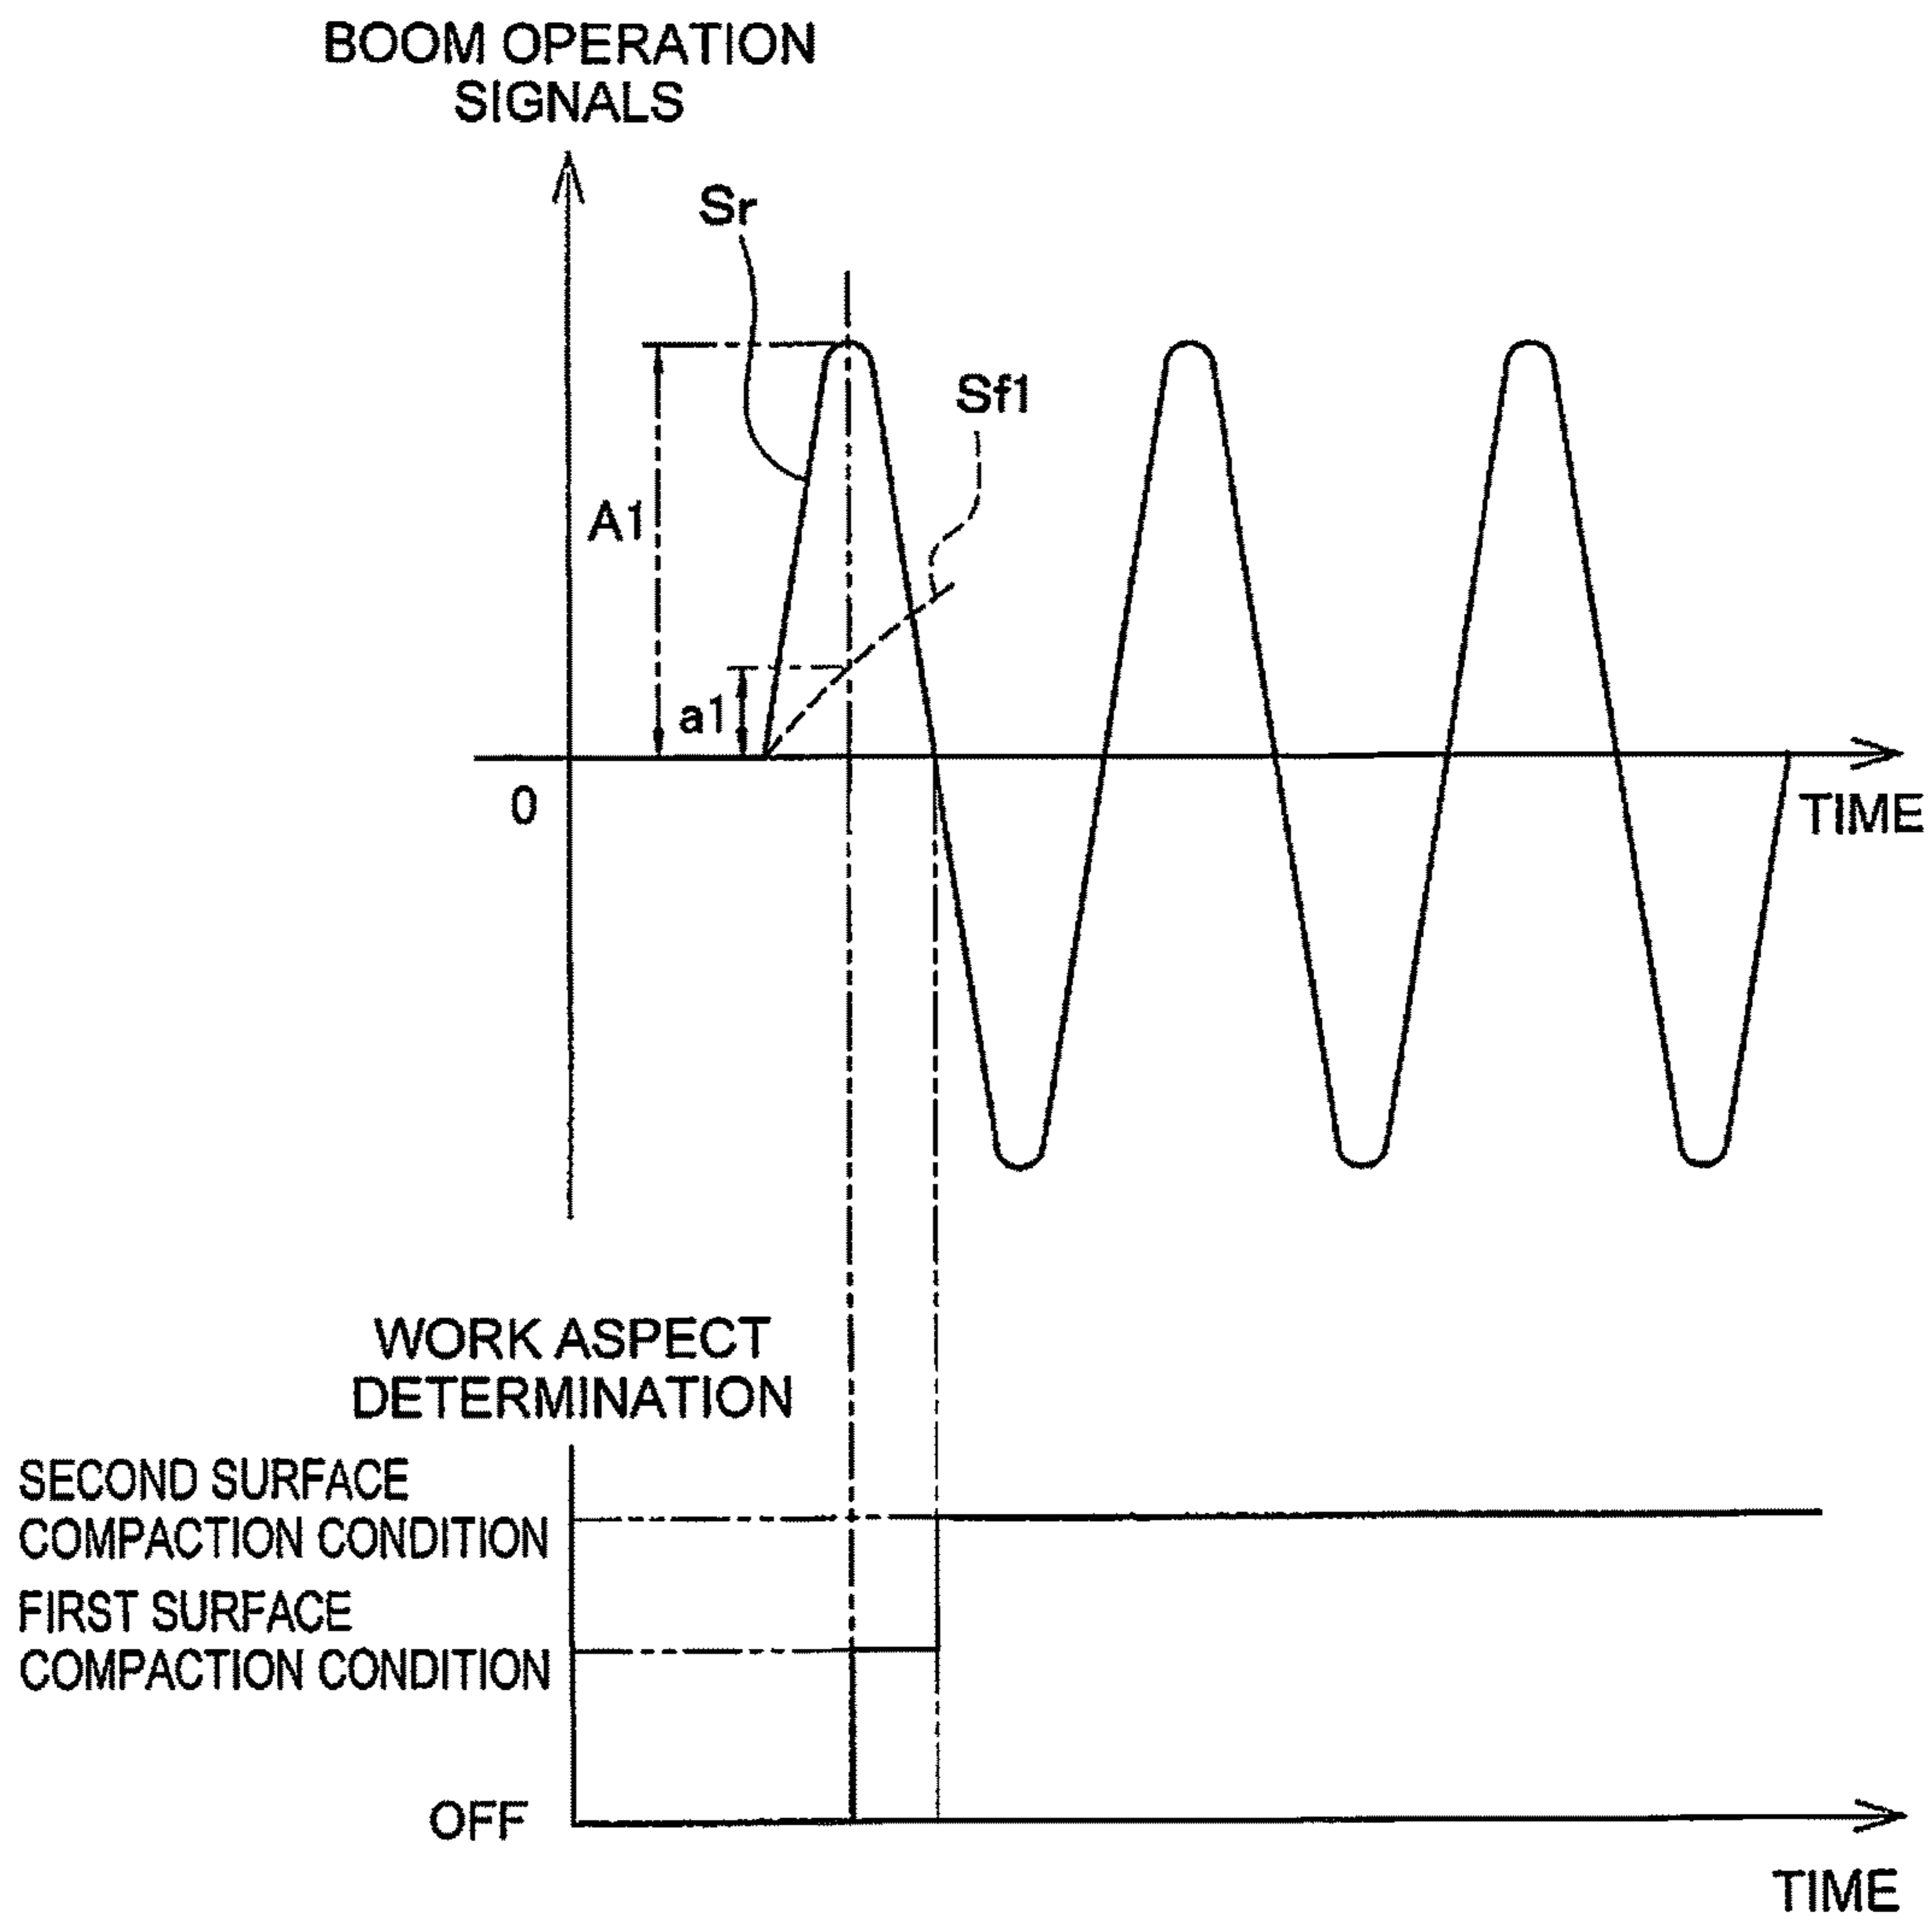 BOOM OPERATION
SIGNALS
Sr
Sf1
A1
a1
0
TIME
WORK ASPECT
DETERMINATION
SECOND SURFACE
COMPACTION CONDITION
FIRST SURFACE
COMPACTION CONDITION
OFF
TIME